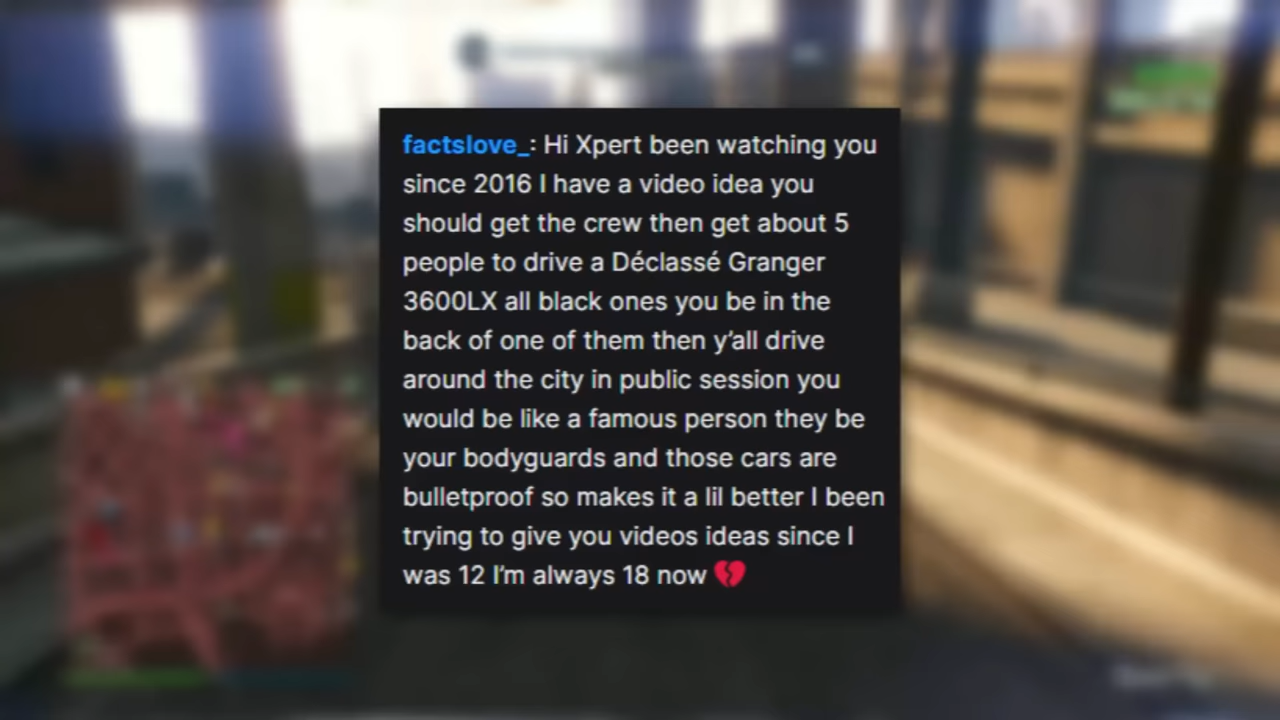 factslove_: Hi Xpert been watching you
since 2016 I have a video idea you
should get the crew then get about 5
people to drive a Déclassé Granger
3600LX all black ones you be in the
back of one of them then y’all drive
around the city in public session you
would be like a famous person they be
your bodyguards and those cars are
bulletproof so makes it a lil better I been
trying to give you videos ideas since I
was 12 I’m always 18 now 💔